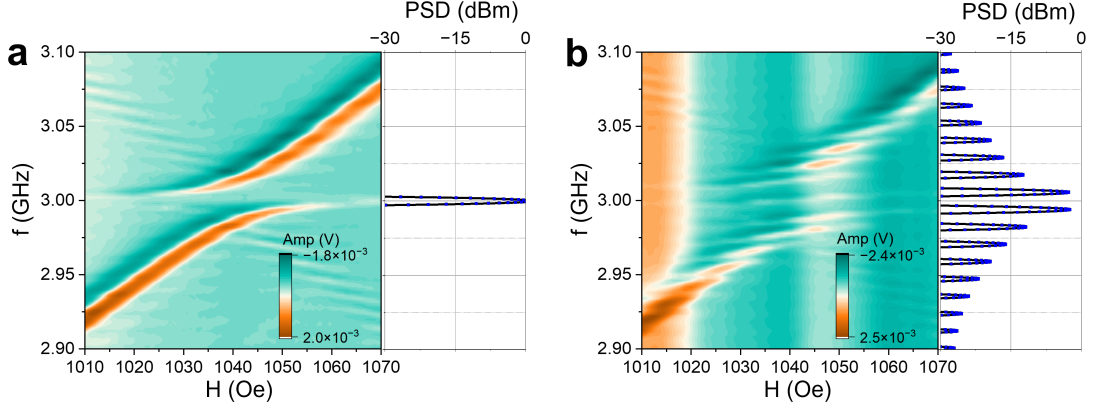 a
PSD (dBm)
−30 −15 0
3.10
3.05
3.00
2.95
2.90
f (GHz)
Amp (V)
−1.8×10⁻³
2.0×10⁻³
1010 1020 1030 1040 1050 1060 1070
H (Oe)
b
PSD (dBm)
−30 −15 0
3.10
3.05
3.00
2.95
2.90
f (GHz)
Amp (V)
−2.4×10⁻³
2.5×10⁻³
1010 1020 1030 1040 1050 1060 1070
H (Oe)